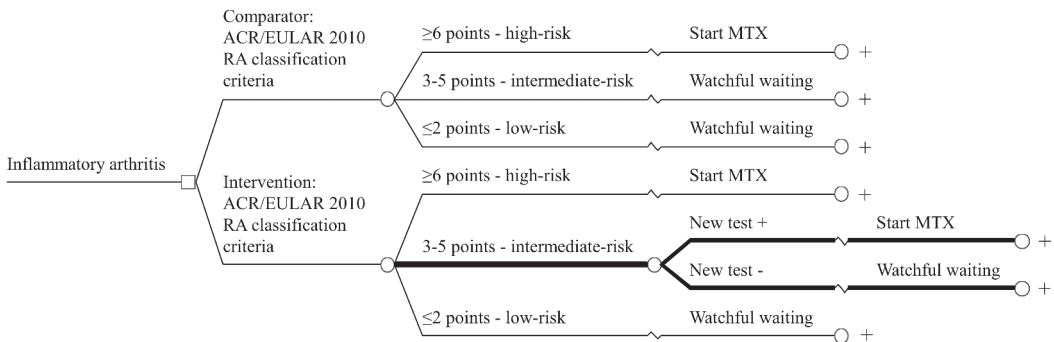 Comparator:
ACR/EULAR 2010
RA classification
criteria
≥6 points - high-risk
Start MTX
+
3-5 points - intermediate-risk
Watchful waiting
+
≤2 points - low-risk
Watchful waiting
+
Inflammatory arthritis
Intervention:
ACR/EULAR 2010
RA classification
criteria
≥6 points - high-risk
Start MTX
+
3-5 points - intermediate-risk
New test +
Start MTX
+
New test -
Watchful waiting
+
≤2 points - low-risk
Watchful waiting
+